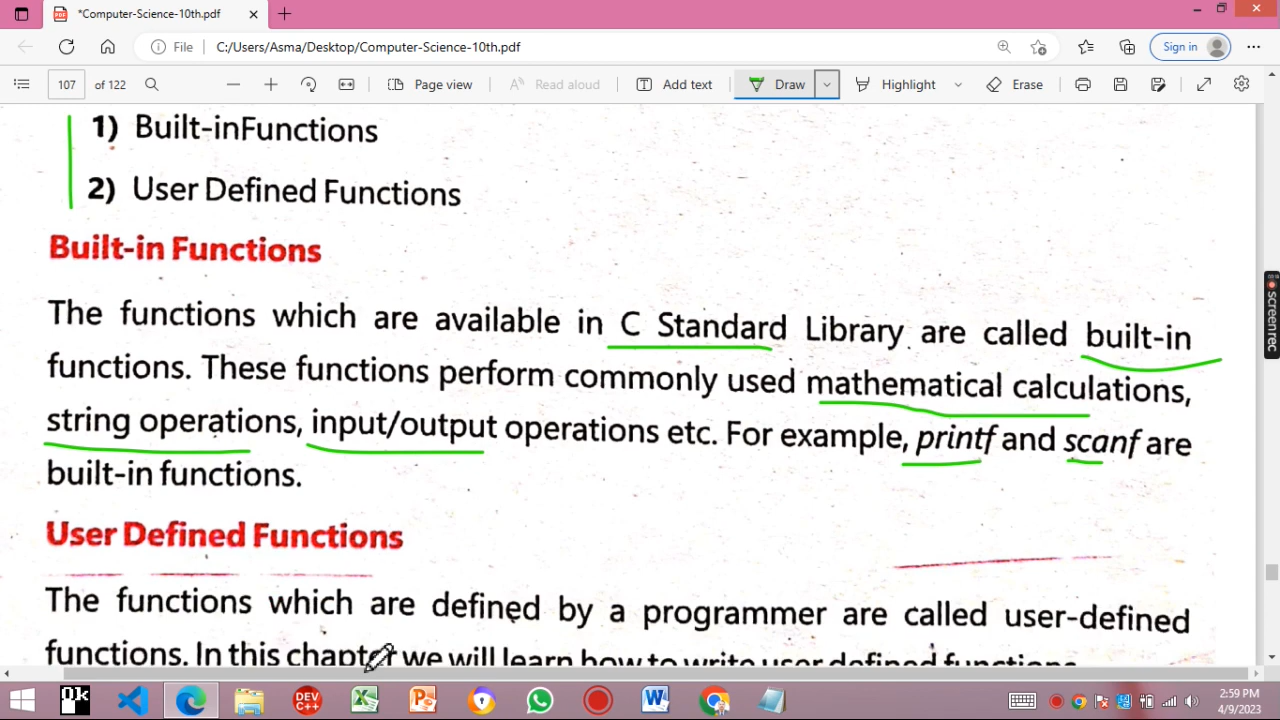 *Computer-Science-10th.pdf
File C:/Users/Asma/Desktop/Computer-Science-10th.pdf Sign in
107 of 122 Page view Read aloud Add text Draw Highlight Erase
1) Built-inFunctions
2) User Defined Functions
Built-in Functions
The functions which are available in C Standard Library are called built-in
functions. These functions perform commonly used mathematical calculations,
string operations, input/output operations etc. For example, printf and scanf are
built-in functions.
User Defined Functions
The functions which are defined by a programmer are called user-defined
functions. In this chapter we will learn how to write user defined functions.
screenrec
Ok
DEV
C++
2:59 PM
4/9/2023